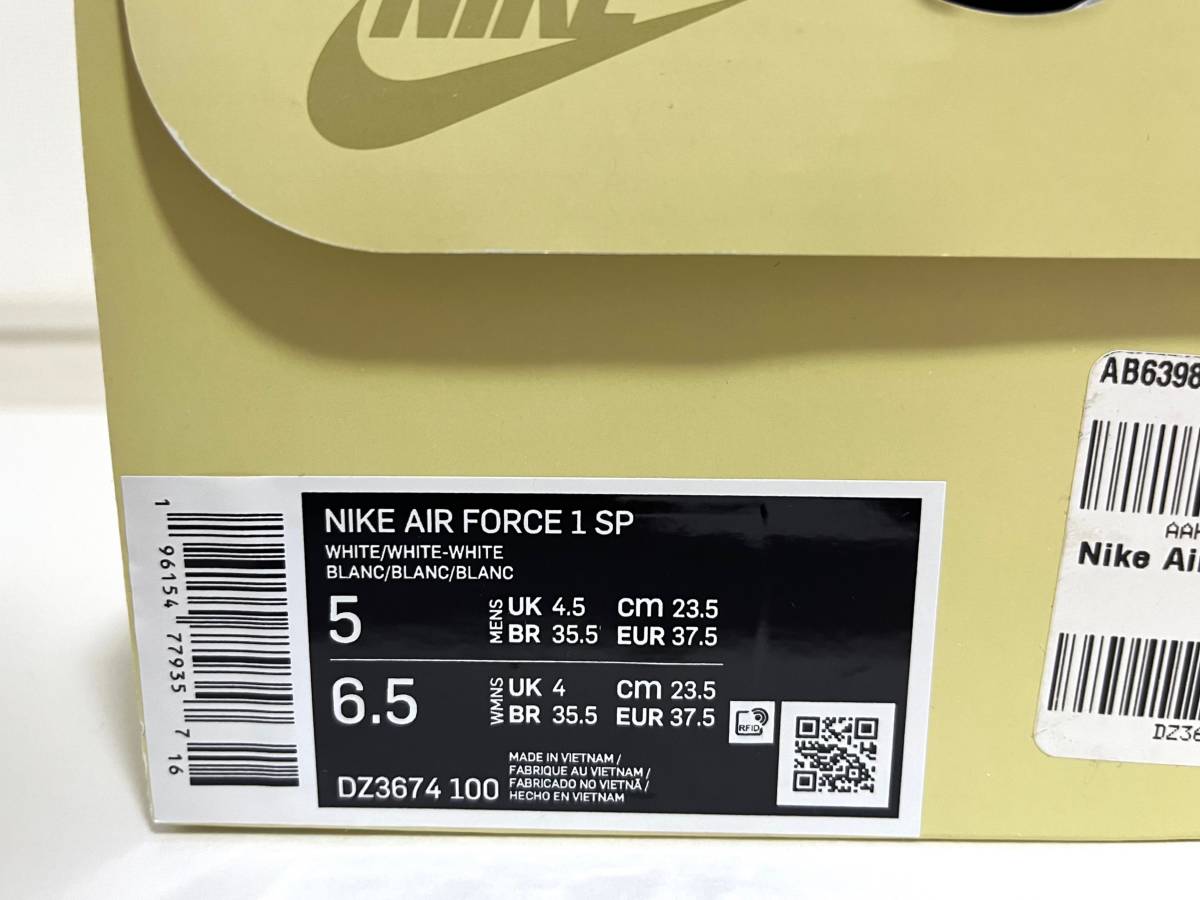 NIKE
NIKE AIR FORCE 1 SP
WHITE/WHITE-WHITE
BLANC/BLANC/BLANC
5 MENS UK 4.5 cm 23.5
BR 35.5 EUR 37.5
6.5 WMNS UK 4 cm 23.5
BR 35.5 EUR 37.5
RFID
DZ3674 100
MADE IN VIETNAM /
FABRIQUE AU VIETNAM /
FABRICADO NO VIETNÃ /
HECHO EN VIETNAM
1 96154 77935 7 16
AB6398
Nike Air